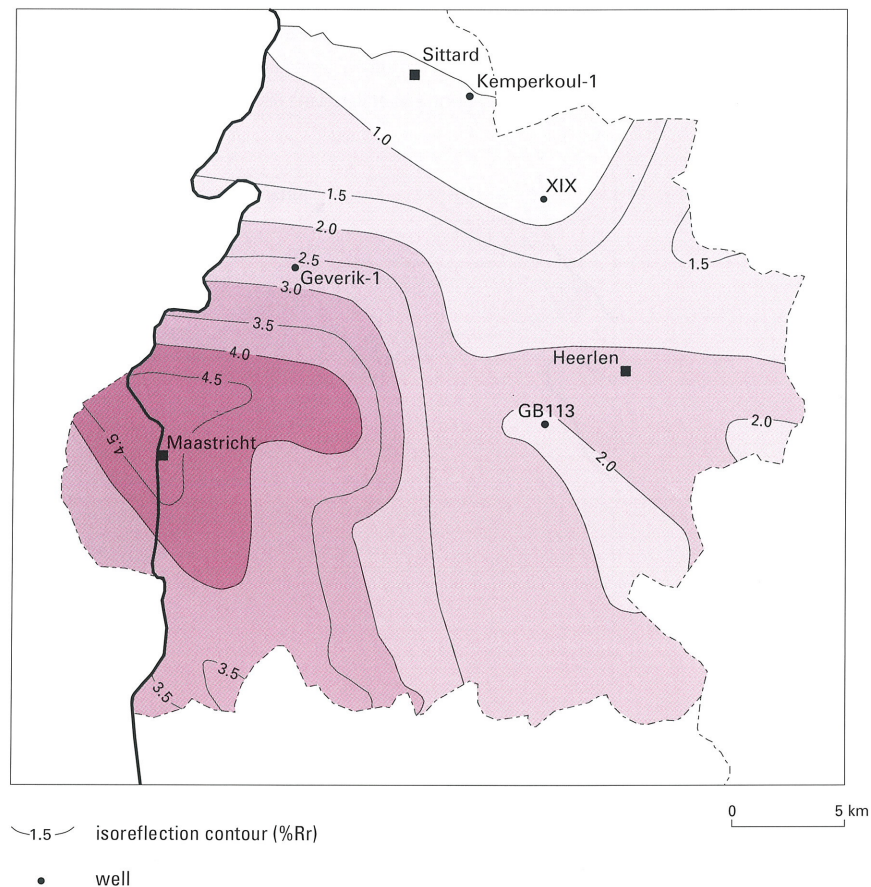 Sittard
Kemperkoul-1
1.0
XIX
1.5
2.0
2.5
1.5
Geverik-1
3.0
3.5
4.0
Heerlen
4.5
GB113
2.0
4.5
Maastricht
2.0
3.5
3.5
0 5 km
1.5 isoreflection contour (%Rr)
well